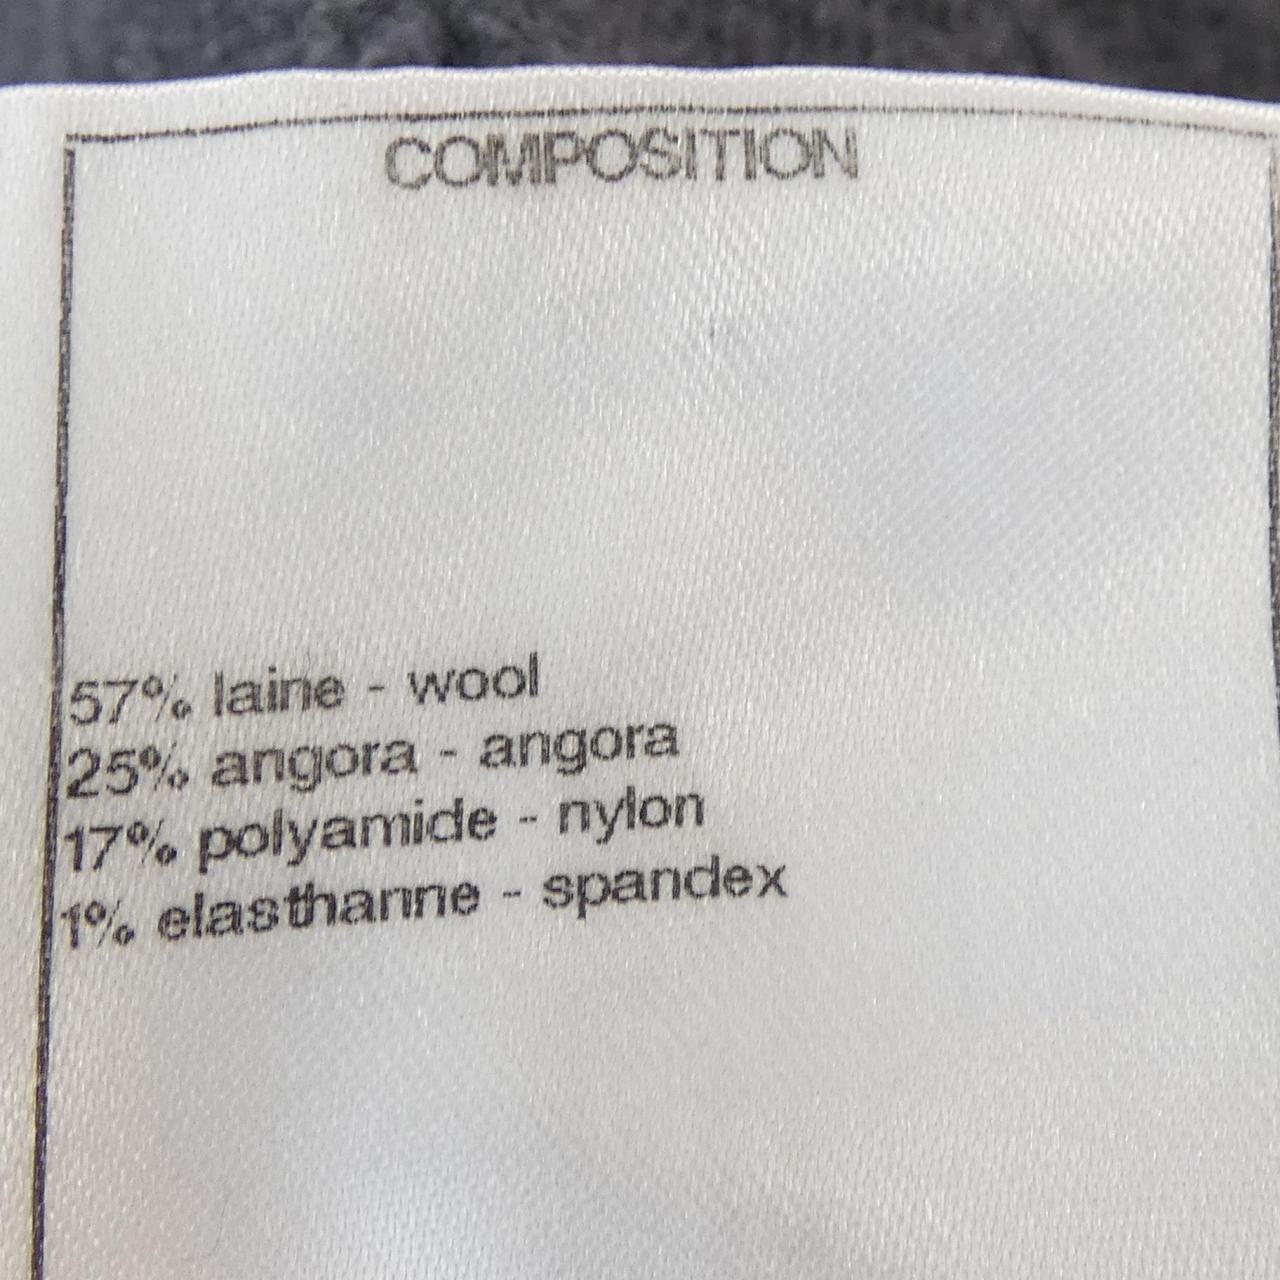 COMPOSITION
57% laine - wool
25% angora - angora
17% polyamide - nylon
1% elasthanne - spandex